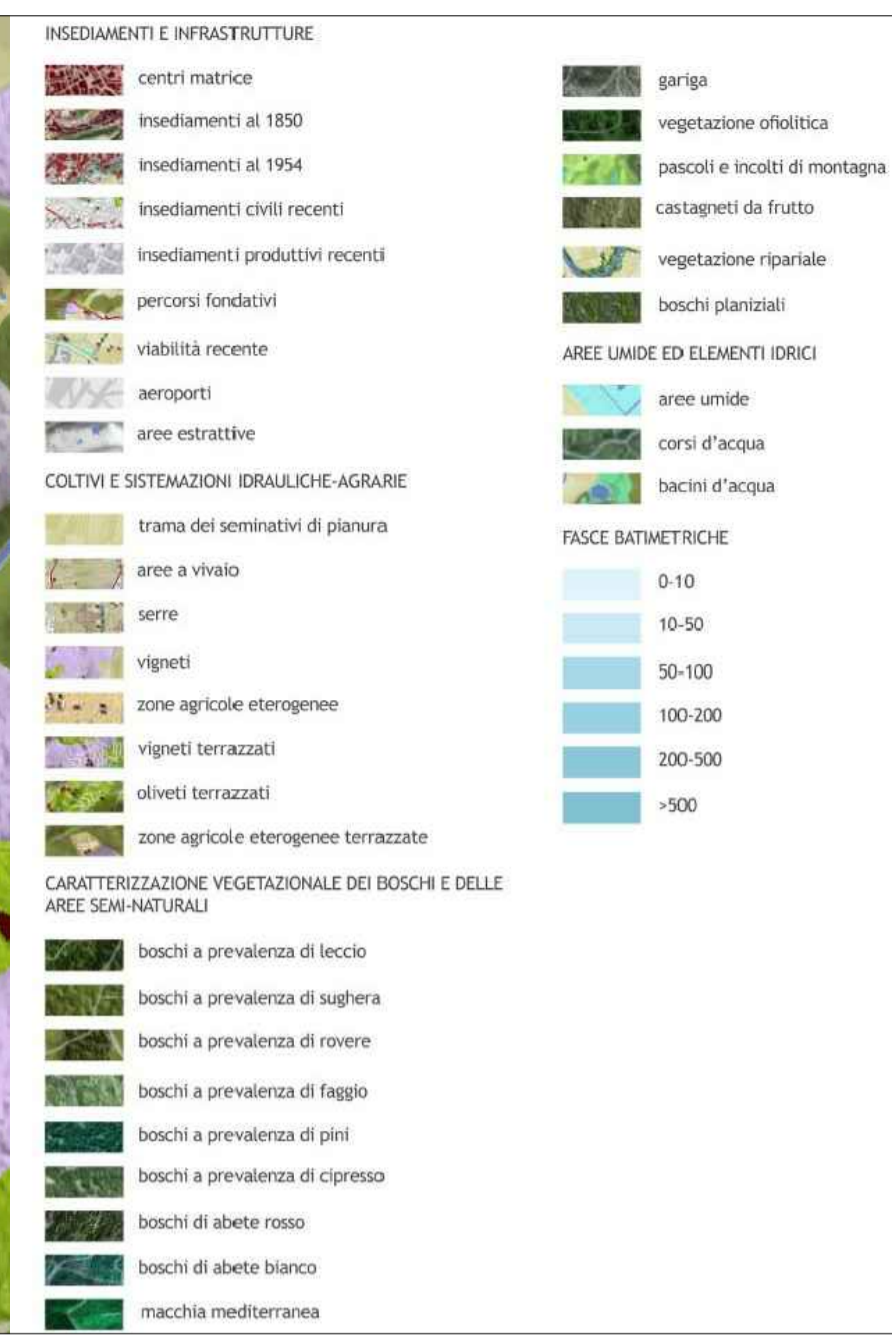 INSEDIAMENTI E INFRASTRUTTURE
centri matrice
insediamenti al 1850
insediamenti al 1954
insediamenti civili recenti
insediamenti produttivi recenti
percorsi fondativi
viabilità recente
aeroporti
aree estrattive
COLTIVI E SISTEMAZIONI IDRAULICHE-AGRARIE
trama dei seminativi di pianura
aree a vivaio
serre
vigneti
zone agricole eterogenee
vigneti terrazzati
oliveti terrazzati
zone agricole eterogenee terrazzate
CARATTERIZZAZIONE VEGETAZIONALE DEI BOSCHI E DELLE
AREE SEMI-NATURALI
boschi a prevalenza di leccio
boschi a prevalenza di sughera
boschi a prevalenza di rovere
boschi a prevalenza di faggio
boschi a prevalenza di pini
boschi a prevalenza di cipresso
boschi di abete rosso
boschi di abete bianco
macchia mediterranea
gariga
vegetazione ofiolitica
pascoli e incolti di montagna
castagneti da frutto
vegetazione ripariale
boschi planiziali
AREE UMIDE ED ELEMENTI IDRICI
aree umide
corsi d'acqua
bacini d'acqua
FASCE BATIMETRICHE
0-10
10-50
50-100
100-200
200-500
>500